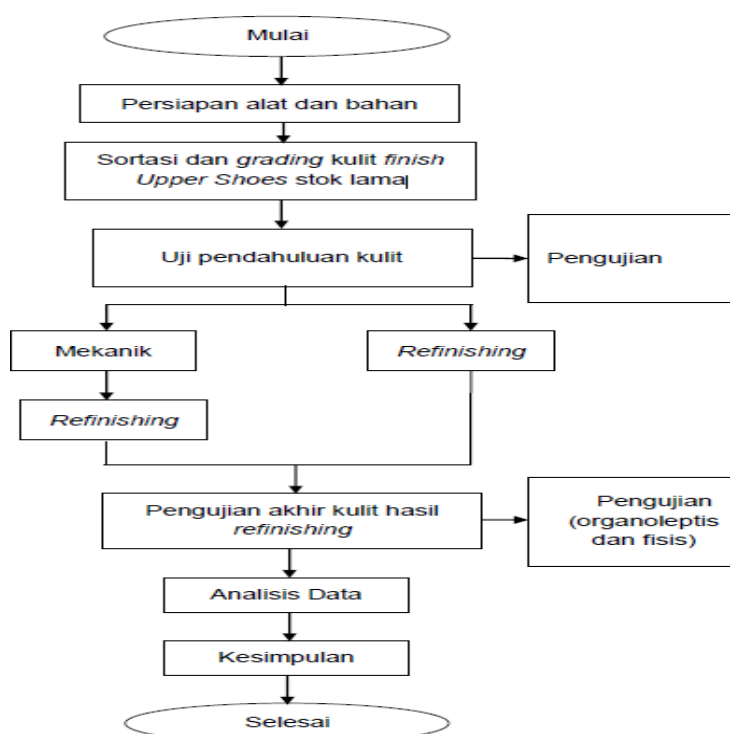 Mulai
Persiapan alat dan bahan
Sortasi dan grading kulit finish
Upper Shoes stok lama
Uji pendahuluan kulit
Pengujian
Mekanik
Refinishing
Refinishing
Pengujian akhir kulit hasil
refinishing
Pengujian
(organoleptis
dan fisis)
Analisis Data
Kesimpulan
Selesai